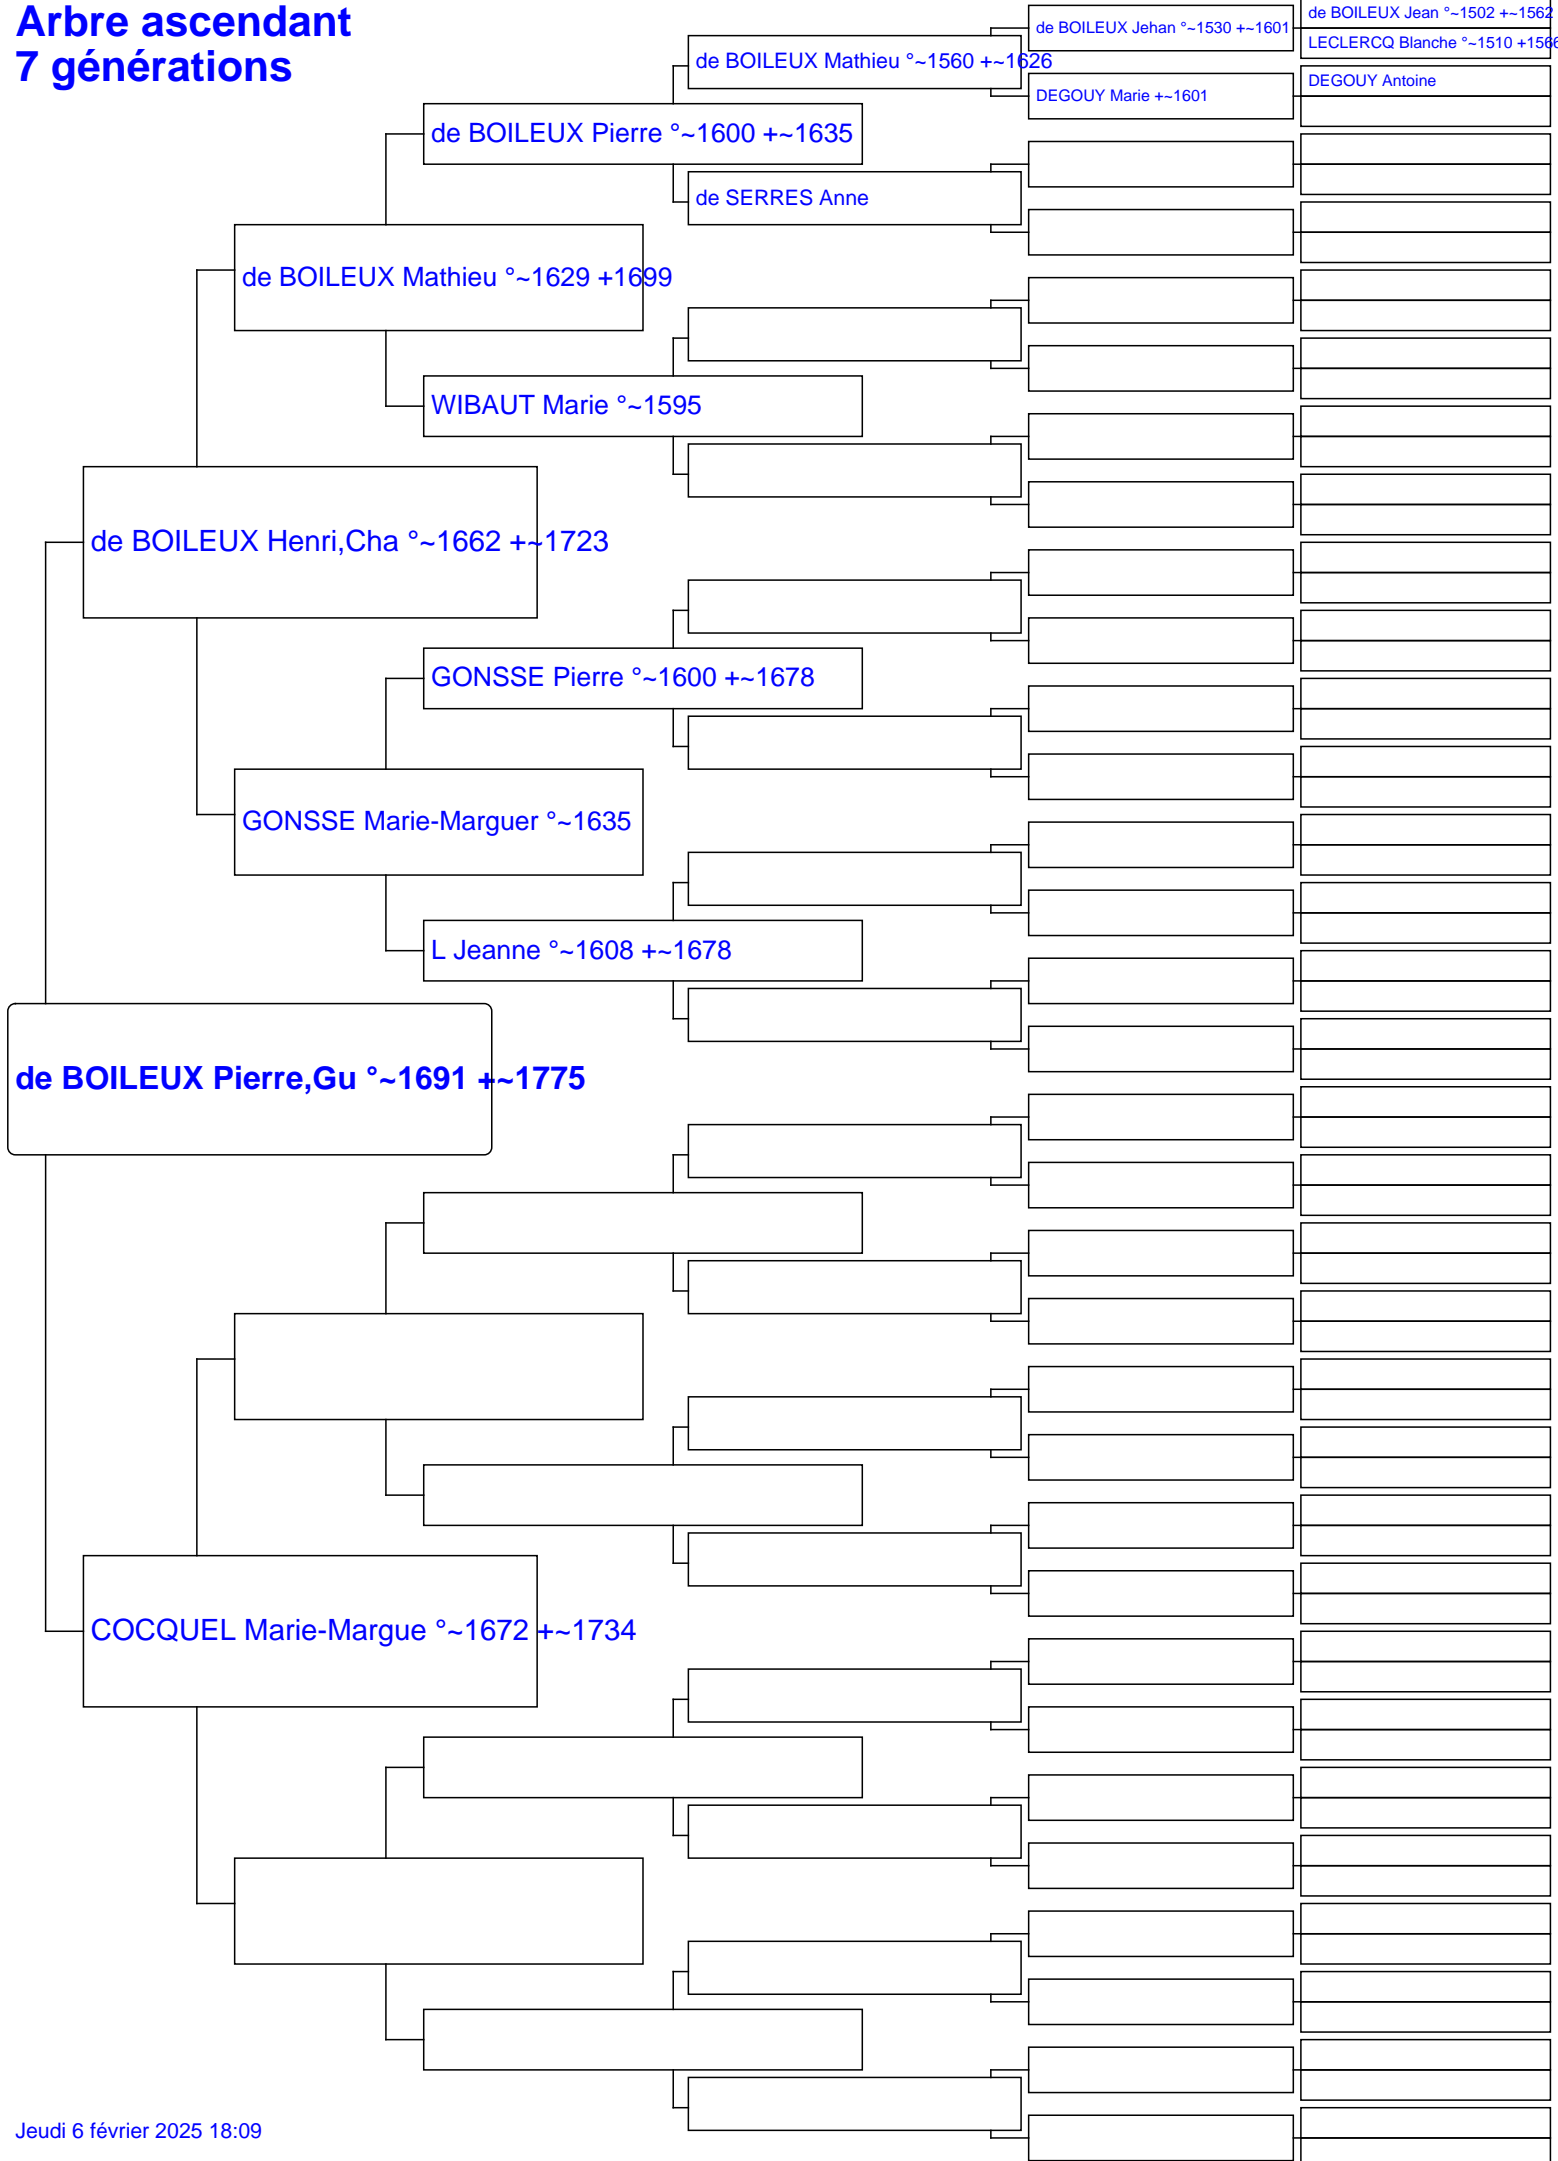 Arbre ascendant
7 générations
de BOILEUX Jean °~1502 +~1562
de BOILEUX Jehan °~1530 +~1601
LECLERCQ Blanche °~1510 +1566
de BOILEUX Mathieu °~1560 +~1626
DEGOUY Antoine
DEGOUY Marie +~1601
de BOILEUX Pierre °~1600 +~1635
de SERRES Anne
de BOILEUX Mathieu °~1629 +1699
WIBAUT Marie °~1595
de BOILEUX Henri,Cha °~1662 +~1723
GONSSE Pierre °~1600 +~1678
GONSSE Marie-Marguer °~1635
L Jeanne °~1608 +~1678
de BOILEUX Pierre,Gu °~1691 +~1775
COCQUEL Marie-Margue °~1672 +~1734
Jeudi 6 février 2025 18:09